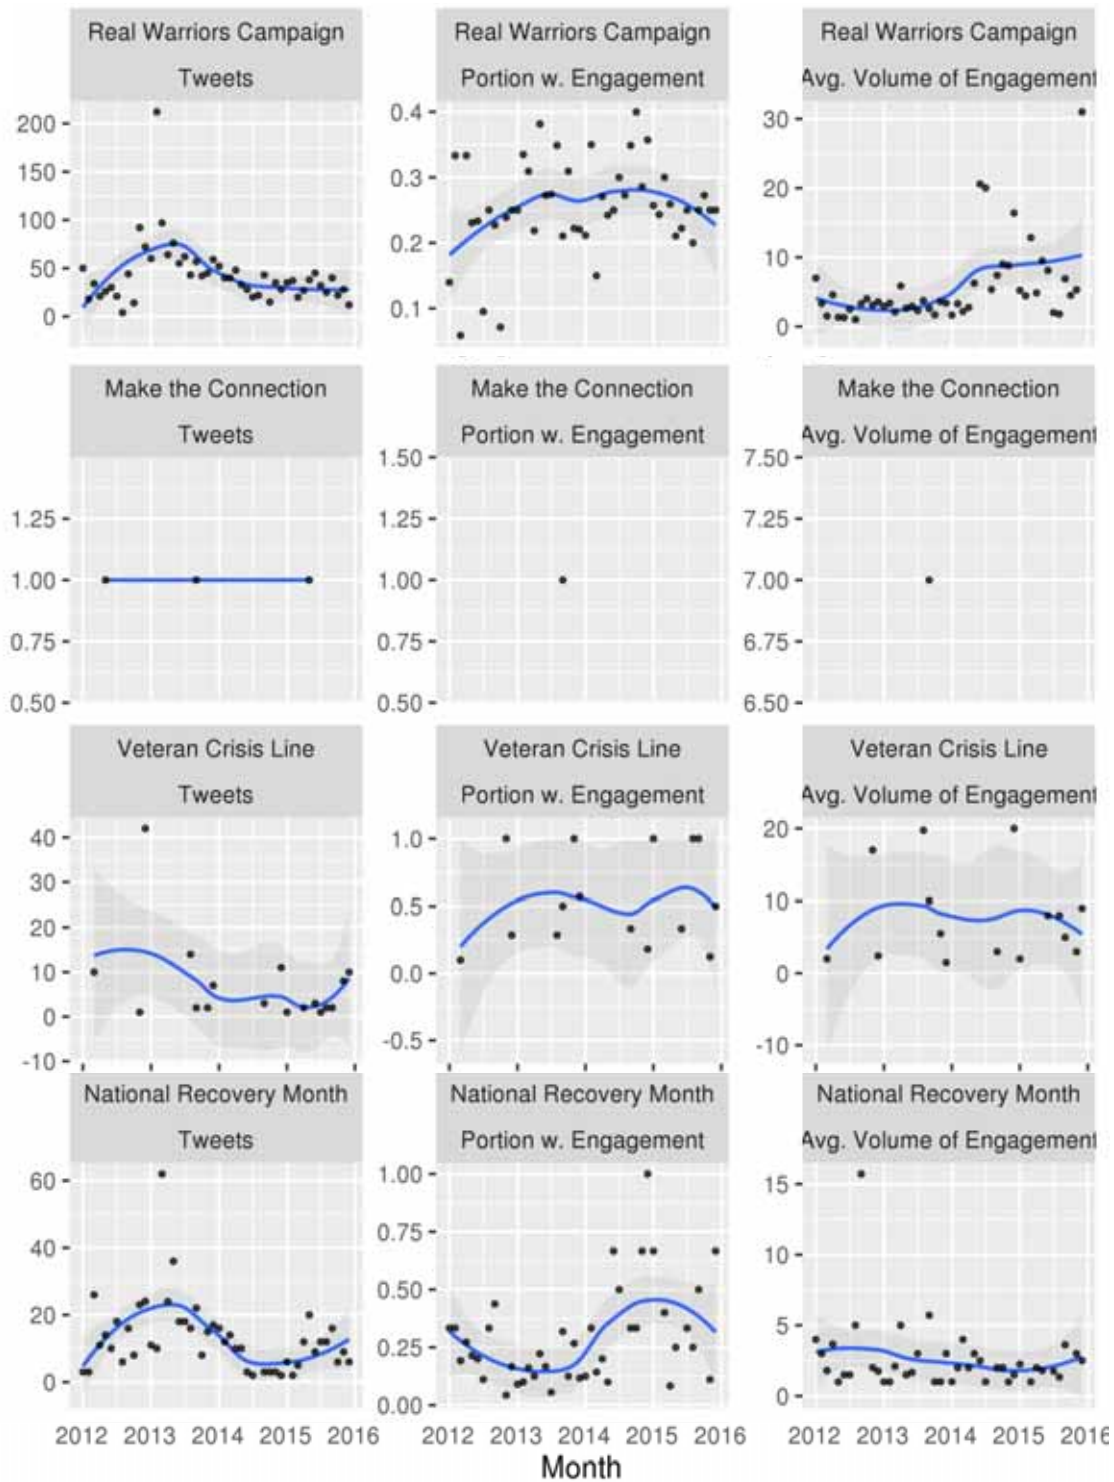 Real Warriors Campaign
Tweets
200
150
100
50
0
Real Warriors Campaign
Portion w. Engagement
0.4
0.3
0.2
0.1
Real Warriors Campaign
Avg. Volume of Engagement
30
20
10
0
Make the Connection
Tweets
1.25
1.00
0.75
0.50
Make the Connection
Portion w. Engagement
1.50
1.25
1.00
0.75
0.50
Make the Connection
Avg. Volume of Engagement
7.50
7.25
7.00
6.75
6.50
Veteran Crisis Line
Tweets
40
30
20
10
0
-10
Veteran Crisis Line
Portion w. Engagement
1.0
0.5
0.0
-0.5
Veteran Crisis Line
Avg. Volume of Engagement
20
10
0
-10
National Recovery Month
Tweets
60
40
20
0
2012 2013 2014 2015 2016
National Recovery Month
Portion w. Engagement
1.00
0.75
0.50
0.25
0.00
2012 2013 2014 2015 2016
National Recovery Month
Avg. Volume of Engagement
15
10
5
0
2012 2013 2014 2015 2016
Month